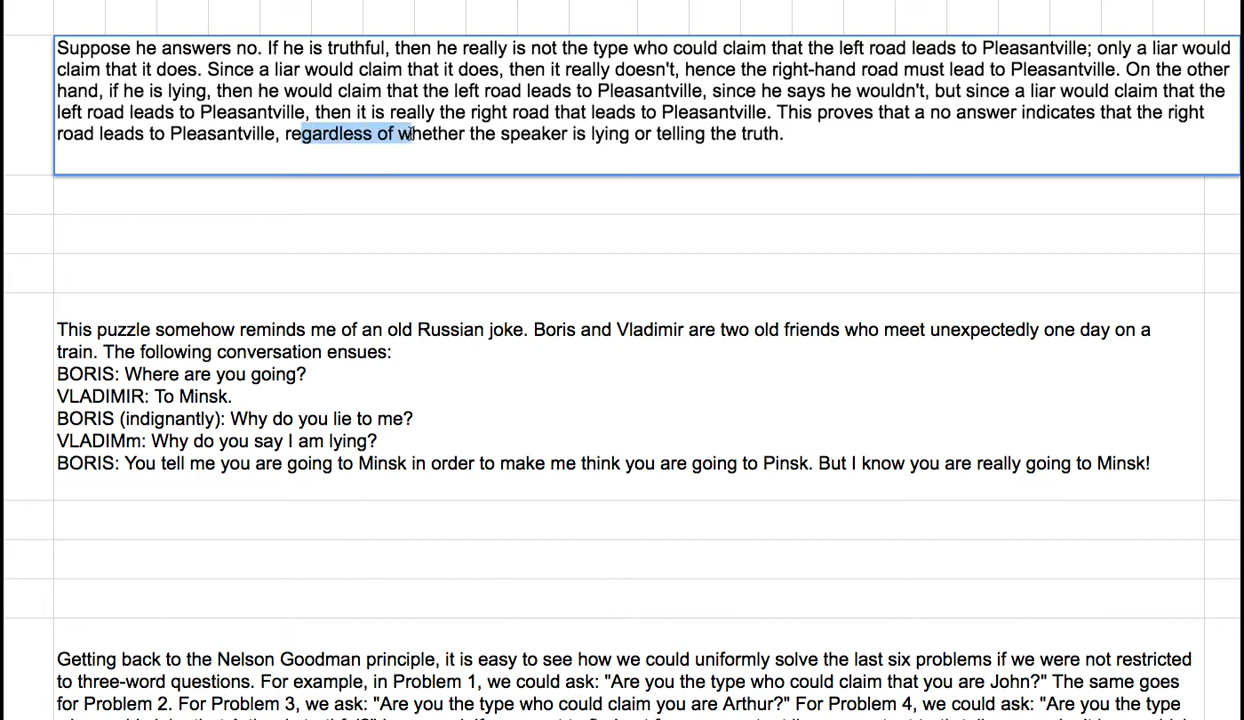 Suppose he answers no. If he is truthful, then he really is not the type who could claim that the left road leads to Pleasantville; only a liar would
claim that it does. Since a liar would claim that it does, then it really doesn't, hence the right-hand road must lead to Pleasantville. On the other
hand, if he is lying, then he would claim that the left road leads to Pleasantville, since he says he wouldn't, but since a liar would claim that the
left road leads to Pleasantville, then it is really the right road that leads to Pleasantville. This proves that a no answer indicates that the right
road leads to Pleasantville, regardless of whether the speaker is lying or telling the truth.
This puzzle somehow reminds me of an old Russian joke. Boris and Vladimir are two old friends who meet unexpectedly one day on a
train. The following conversation ensues:
BORIS: Where are you going?
VLADIMIR: To Minsk.
BORIS (indignantly): Why do you lie to me?
VLADIMm: Why do you say I am lying?
BORIS: You tell me you are going to Minsk in order to make me think you are going to Pinsk. But I know you are really going to Minsk!
Getting back to the Nelson Goodman principle, it is easy to see how we could uniformly solve the last six problems if we were not restricted
to three-word questions. For example, in Problem 1, we could ask: "Are you the type who could claim that you are John?" The same goes
for Problem 2. For Problem 3, we ask: "Are you the type who could claim you are Arthur?" For Problem 4, we could ask: "Are you the type